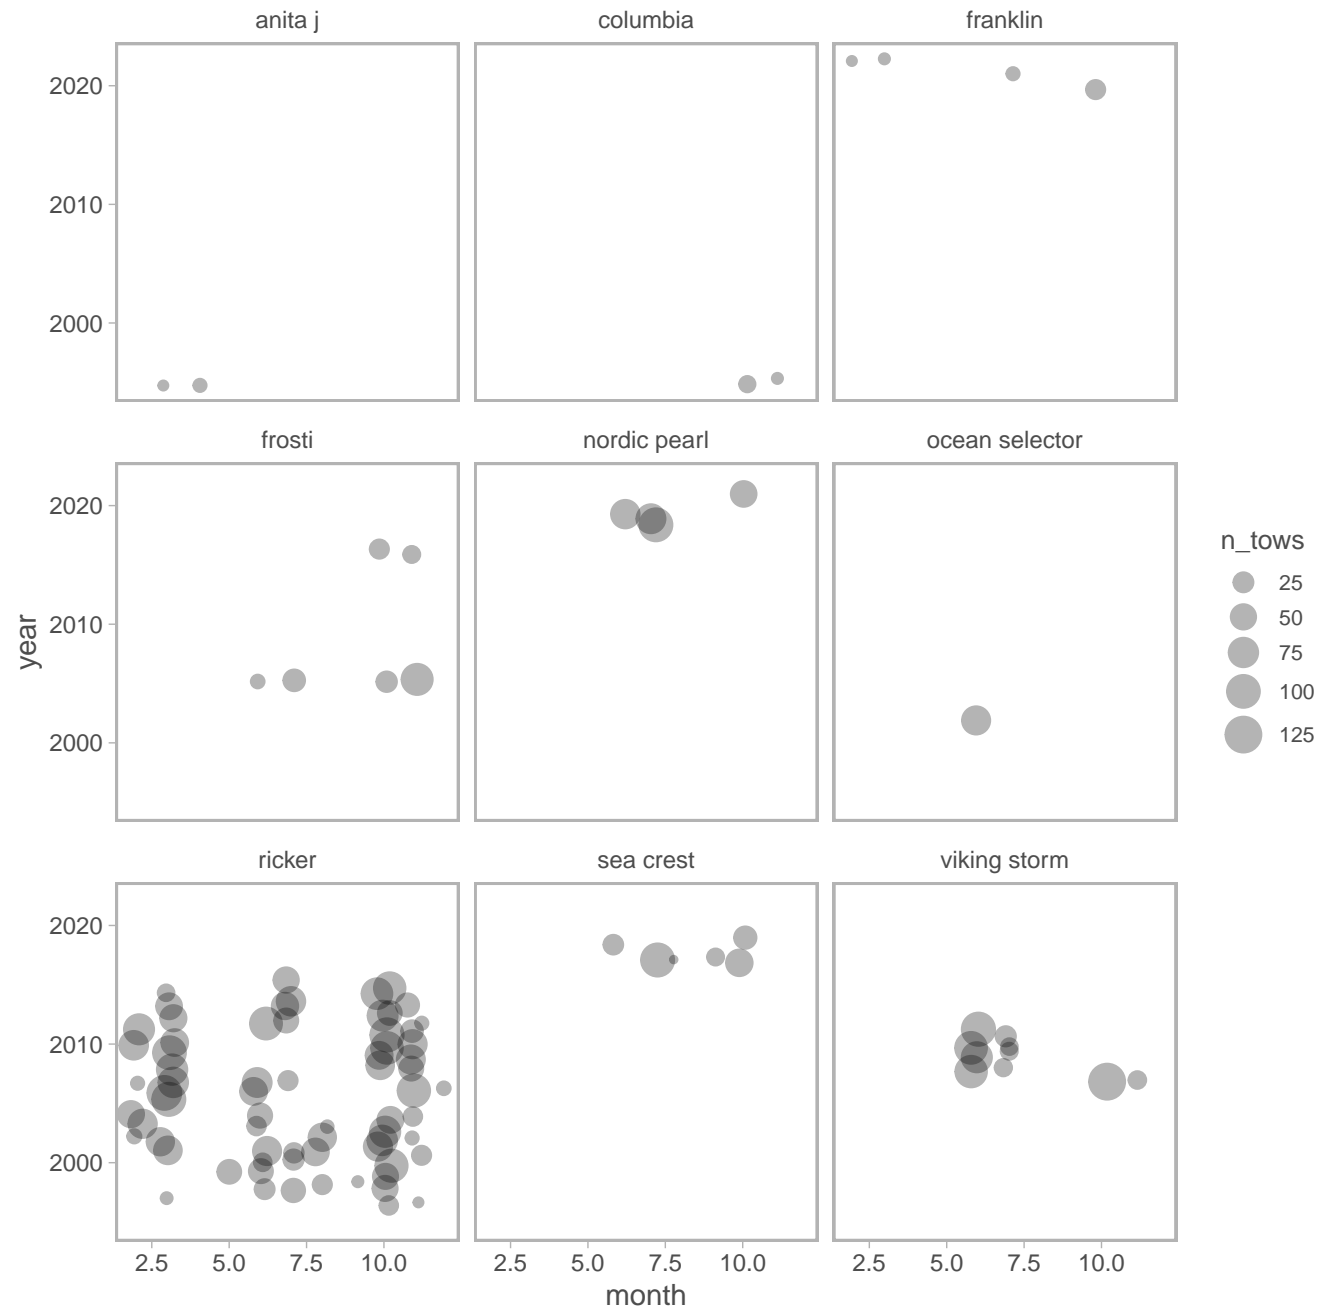 anita j
columbia
franklin
2020
2010
2000
frosti
nordic pearl
ocean selector
2020
2010
2000
year
n_tows
25
50
75
100
125
ricker
sea crest
viking storm
2020
2010
2000
2.5 5.0 7.5 10.0
2.5 5.0 7.5 10.0
2.5 5.0 7.5 10.0
month